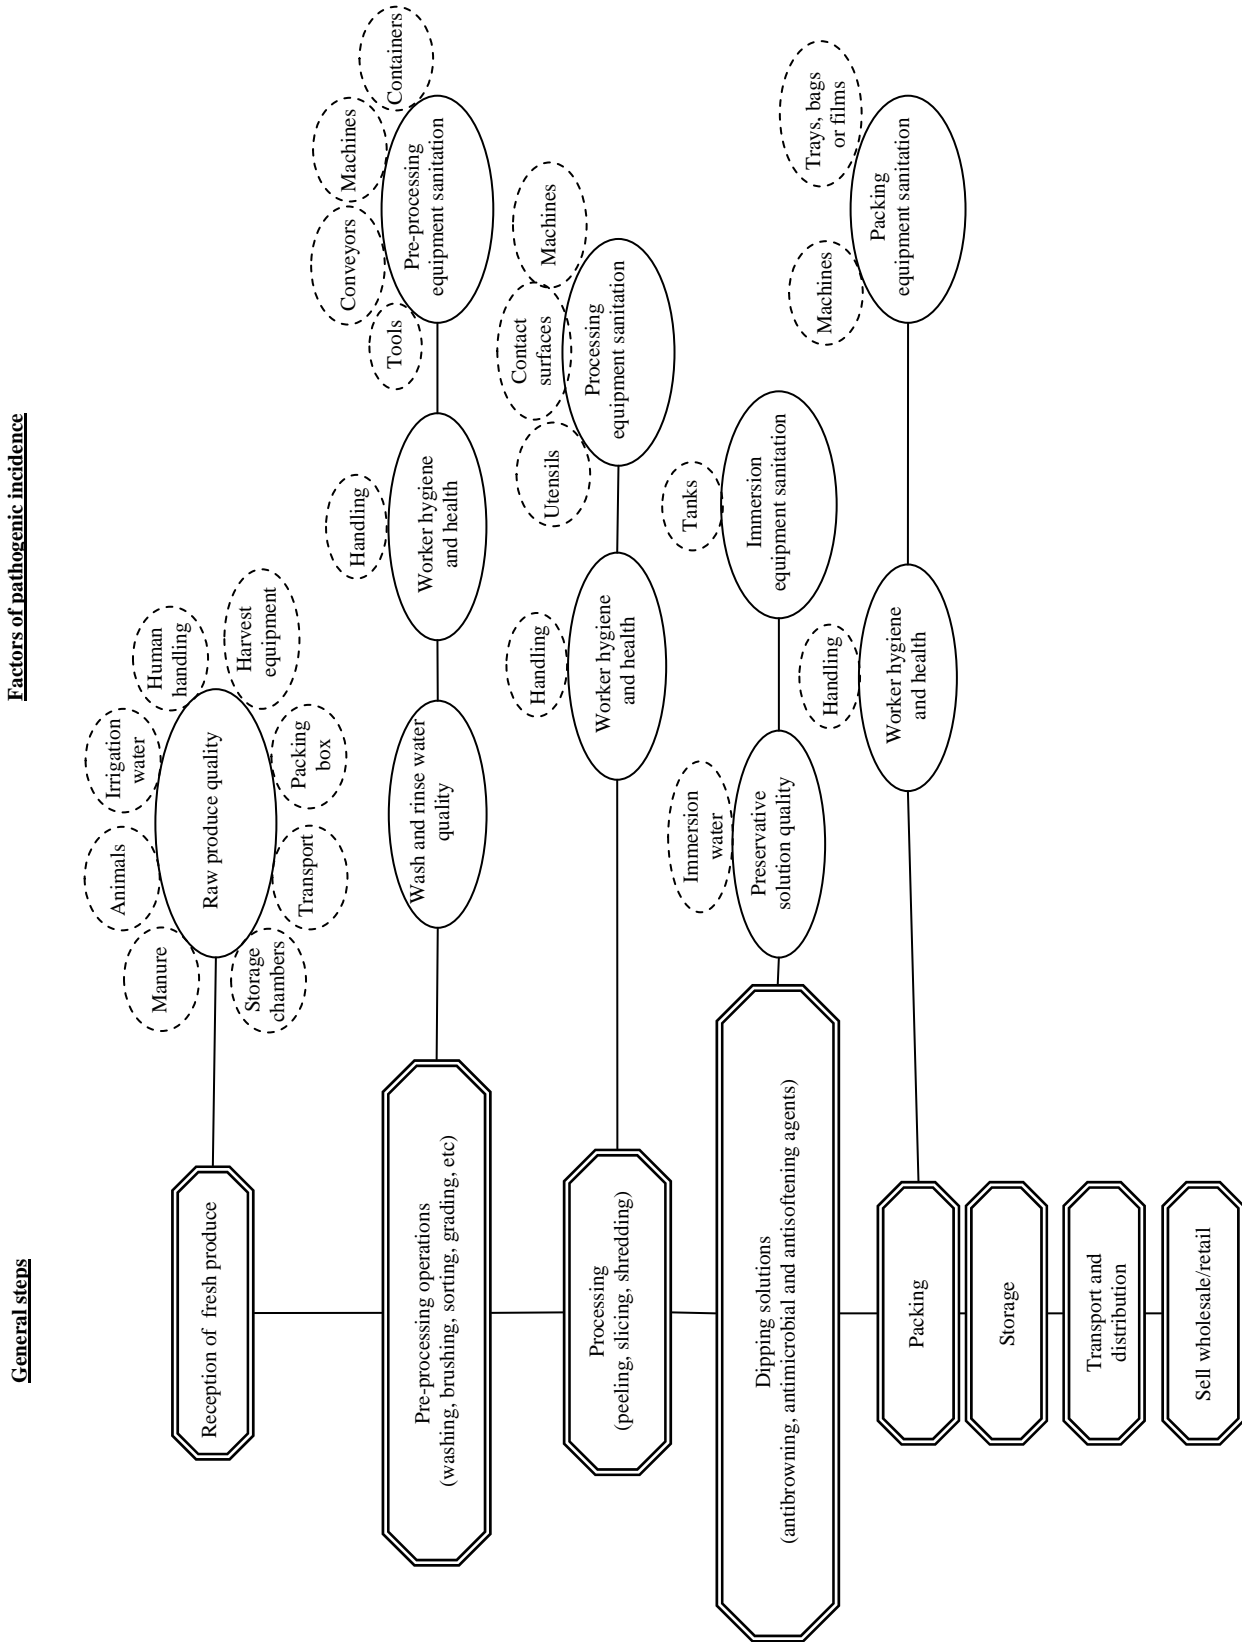 General steps
Factors of pathogenic incidence
Reception of fresh produce
Raw produce quality
Manure
Animals
Irrigation
water
Human
handling
Harvest
equipment
Packing
box
Transport
Storage
chambers
Pre-processing operations
(washing, brushing, sorting, grading, etc)
Wash and rinse water
quality
Worker hygiene
and health
Handling
Pre-processing
equipment sanitation
Tools
Conveyors
Machines
Containers
Processing
(peeling, slicing, shredding)
Worker hygiene
and health
Handling
Processing
equipment sanitation
Utensils
Contact
surfaces
Machines
Dipping solutions
(antibrowning, antimicrobial and antisoftening agents)
Preservative
solution quality
Immersion
water
Immersion
equipment sanitation
Tanks
Packing
Worker hygiene
and health
Handling
Packing
equipment sanitation
Machines
Trays, bags
or films
Storage
Transport and
distribution
Sell wholesale/retail